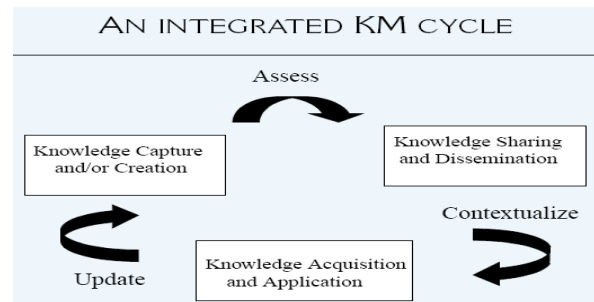 AN INTEGRATED KM CYCLE
Assess
Knowledge Capture
and/or Creation
Knowledge Sharing
and Dissemination
Contextualize
Knowledge Acquisition
and Application
Update